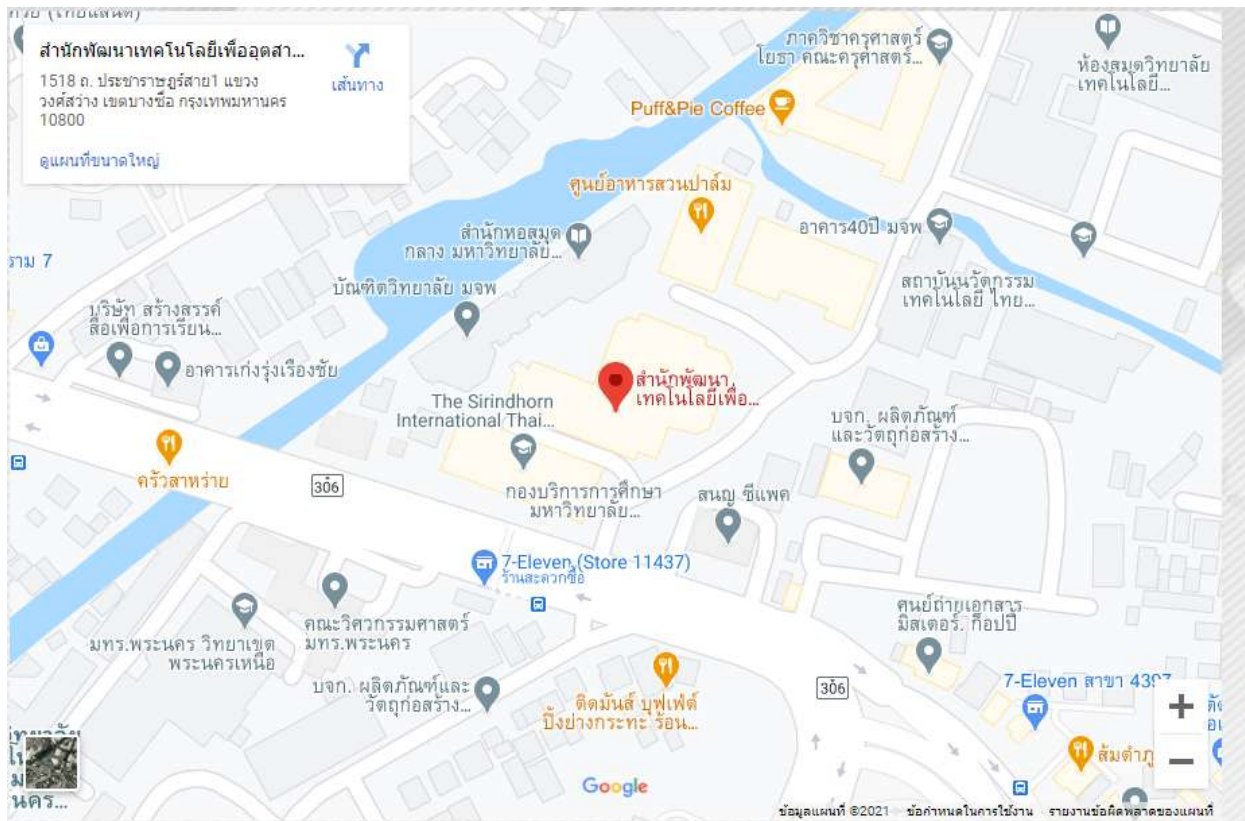 สำนักพัฒนาเทคโนโลยีเพื่ออุตสา...
1518 ถ. ประชาราษฎร์สาย1 แขวง
วงศ์สว่าง เขตบางซื่อ กรุงเทพมหานคร
10800
ดูแผนที่ขนาดใหญ่
เส้นทาง
ภาควิชาครุศาสตร์
โยธา คณะครุศาสตร์...
ห้องสมุดวิทยาลัย
เทคโนโลยี...
Puff&Pie Coffee
ศูนย์อาหารสวนปาล์ม
สำนักหอสมุด
กลาง มหาวิทยาลัย...
อาคาร40ปี มจพ
ราม 7
บัณฑิตวิทยาลัย มจพ
สถาบันนวัตกรรม
เทคโนโลยี ไทย...
บริษัท สร้างสรรค์
สื่อเพื่อการเรียน...
อาคารเก่งรุ่งเรืองชัย
สำนักพัฒนา
เทคโนโลยีเพื่อ...
The Sirindhorn
International Thai...
บจก. ผลิตภัณฑ์
และวัตถุก่อสร้าง...
ครัวสาหร่าย
306
กองบริการการศึกษา
มหาวิทยาลัย...
สนญ ซีแพค
7-Eleven (Store 11437)
ร้านสะดวกซื้อ
ศูนย์ถ่ายเอกสาร
มิสเตอร์. ก็อปปี้
คณะวิศวกรรมศาสตร์
มทร.พระนคร
มทร.พระนคร วิทยาเขต
พระนครเหนือ
บจก. ผลิตภัณฑ์และ
วัตถุก่อสร้าง...
306
7-Eleven สาขา 4397
ติดมันส์ บุฟเฟ่ต์
ปิ้งย่างกระทะ ร้อน...
ส้มตำภู
นคร...
Google
ข้อมูลแผนที่ ©2021
ข้อกำหนดในการใช้งาน
รายงานข้อผิดพลาดของแผนที่